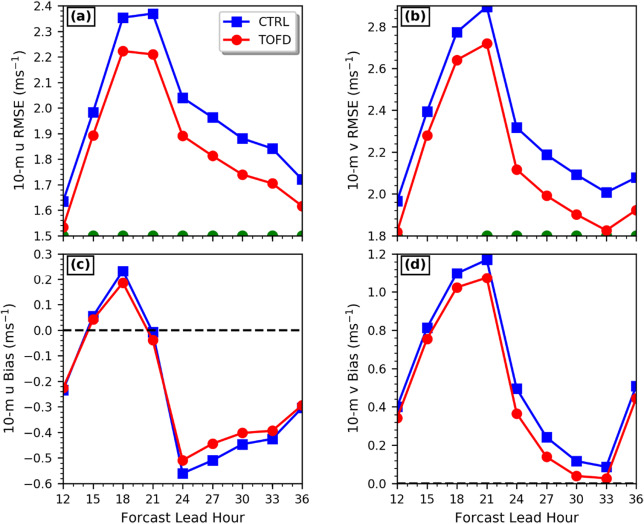 (a)
CTRL
TOFD
10-m u RMSE (ms⁻¹)
2.4
2.3
2.2
2.1
2.0
1.9
1.8
1.7
1.6
1.5
(b)
10-m v RMSE (ms⁻¹)
2.8
2.6
2.4
2.2
2.0
1.8
(c)
10-m u Bias (ms⁻¹)
0.3
0.2
0.1
0.0
−0.1
−0.2
−0.3
−0.4
−0.5
−0.6
12 15 18 21 24 27 30 33 36
Forcast Lead Hour
(d)
10-m v Bias (ms⁻¹)
1.2
1.0
0.8
0.6
0.4
0.2
0.0
12 15 18 21 24 27 30 33 36
Forcast Lead Hour